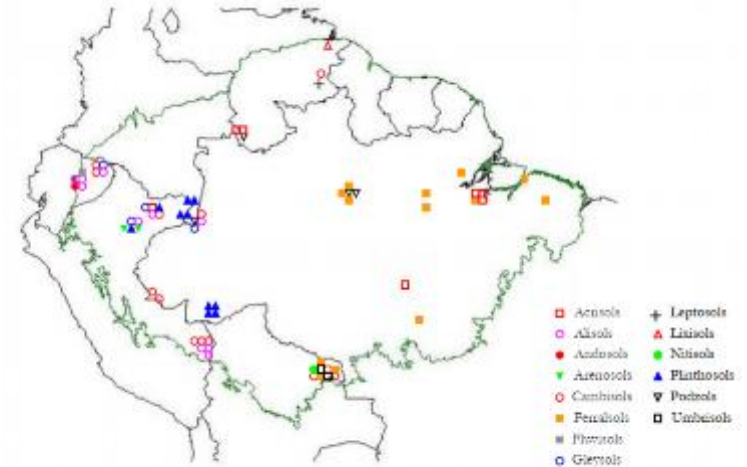 Acrisols
Alisols
Andosols
Arenosols
Cambisols
Ferralsols
Fluvisols
Gleysols
Leptosols
Lixisols
Nitisols
Plinthosols
Podzols
Umbrisols